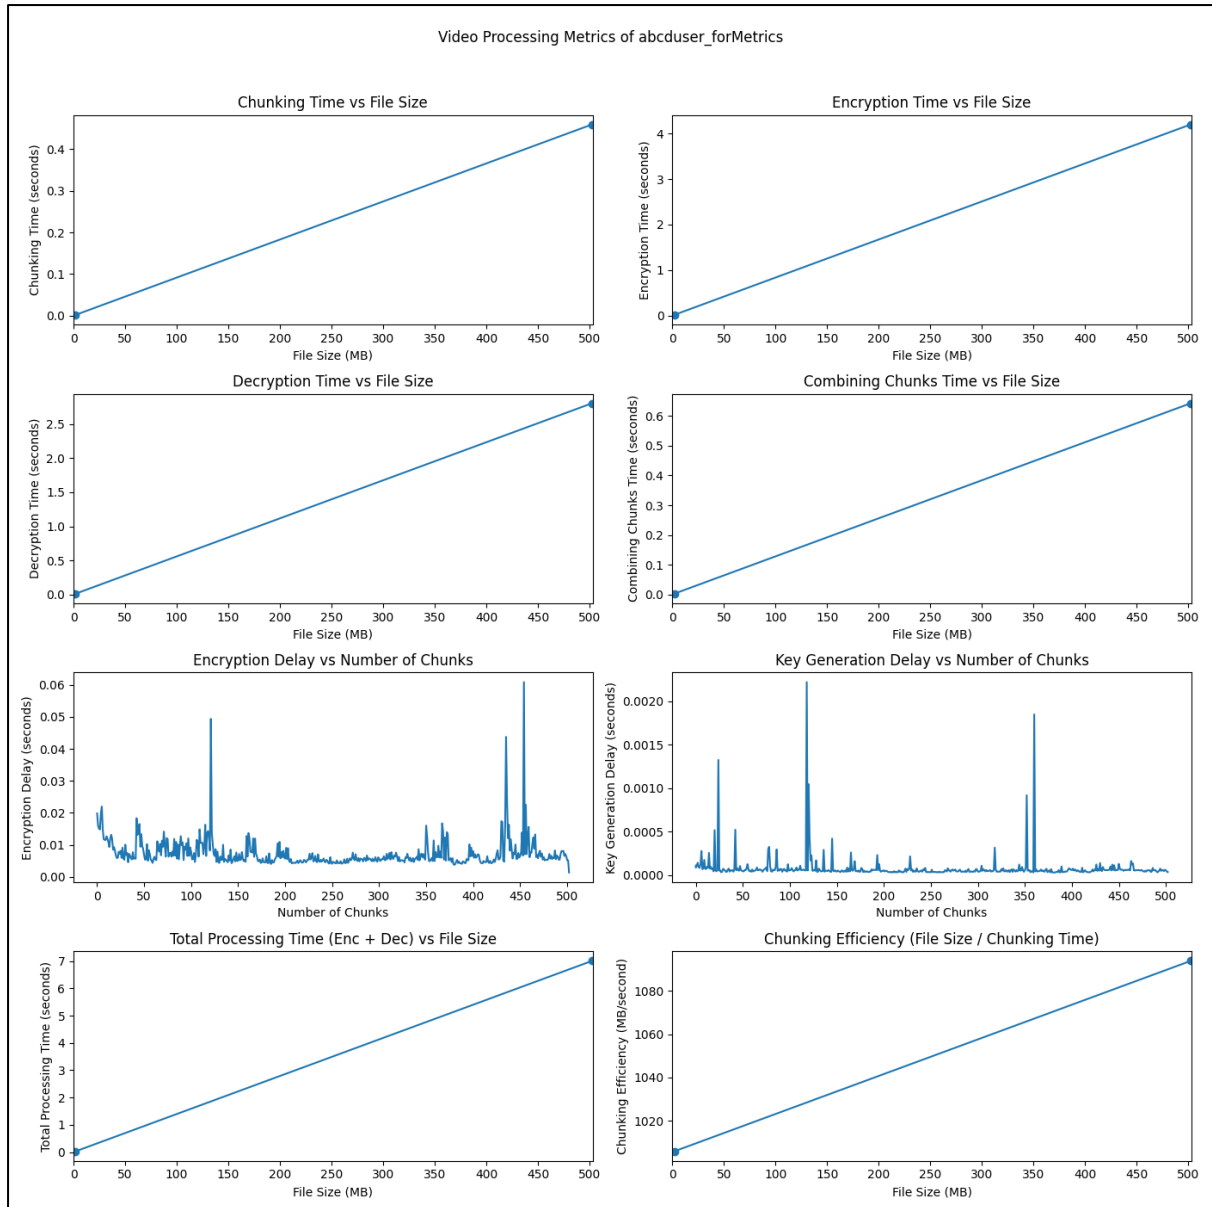 Video Processing Metrics of abcduser_forMetrics
Chunking Time vs File Size
Chunking Time (seconds)
0.4
0.3
0.2
0.1
0.0
0 50 100 150 200 250 300 350 400 450 500
File Size (MB)
Encryption Time vs File Size
Encryption Time (seconds)
4
3
2
1
0
0 50 100 150 200 250 300 350 400 450 500
File Size (MB)
Decryption Time vs File Size
Decryption Time (seconds)
2.5
2.0
1.5
1.0
0.5
0.0
0 50 100 150 200 250 300 350 400 450 500
File Size (MB)
Combining Chunks Time vs File Size
Combining Chunks Time (seconds)
0.6
0.5
0.4
0.3
0.2
0.1
0.0
0 50 100 150 200 250 300 350 400 450 500
File Size (MB)
Encryption Delay vs Number of Chunks
Encryption Delay (seconds)
0.06
0.05
0.04
0.03
0.02
0.01
0.00
0 50 100 150 200 250 300 350 400 450 500
Number of Chunks
Key Generation Delay vs Number of Chunks
Key Generation Delay (seconds)
0.0020
0.0015
0.0010
0.0005
0.0000
0 50 100 150 200 250 300 350 400 450 500
Number of Chunks
Total Processing Time (Enc + Dec) vs File Size
Total Processing Time (seconds)
7
6
5
4
3
2
1
0
0 50 100 150 200 250 300 350 400 450 500
File Size (MB)
Chunking Efficiency (File Size / Chunking Time)
Chunking Efficiency (MB/second)
1080
1060
1040
1020
0 50 100 150 200 250 300 350 400 450 500
File Size (MB)